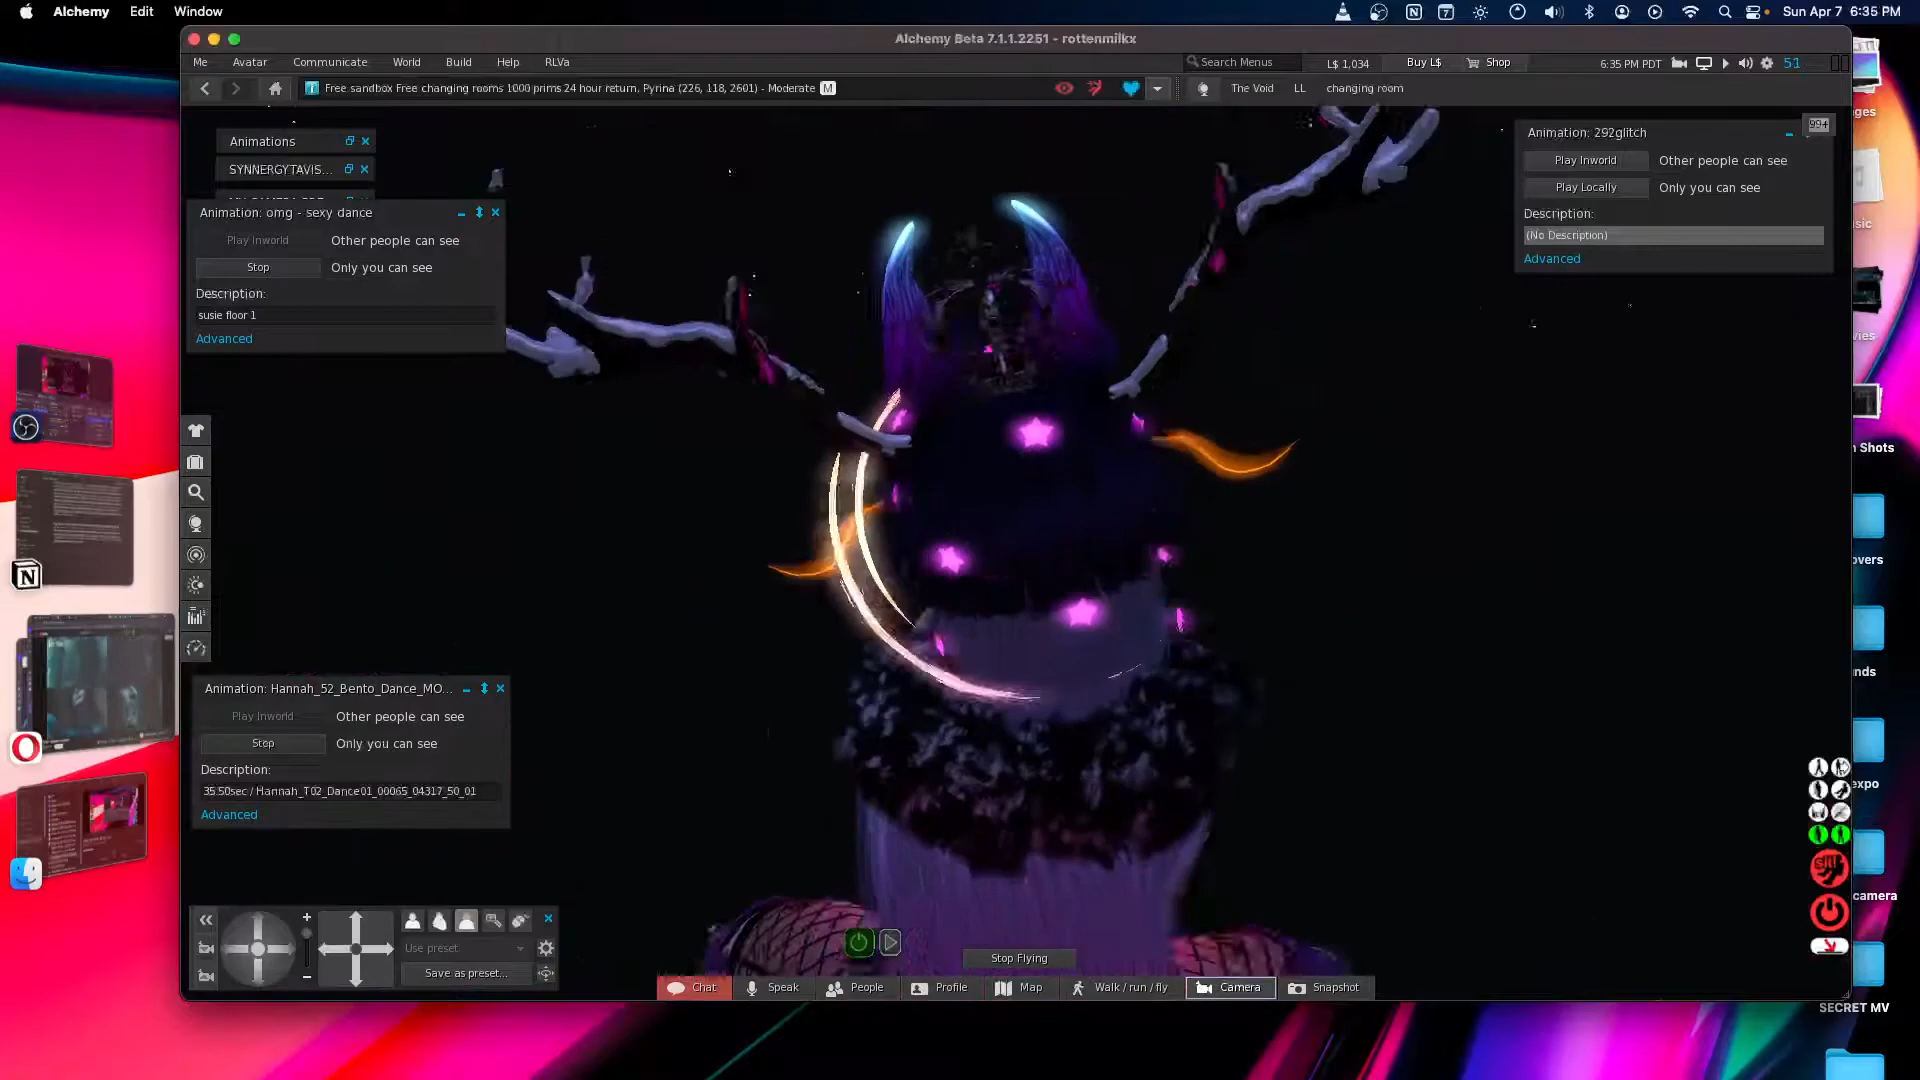 Alchemy Edit Window
Sun Apr 7 6:35 PM
Alchemy Beta 7.1.1.2251 - rottenmilkx
Me Avatar Communicate World Build Help RLVa
Search Menus L$ 1,034 Buy L$ Shop 6:35 PM PDT 51
Free sandbox Free changing rooms 1000 prims 24 hour return, Pyrina (226, 118, 2601) - Moderate M
The Void LL changing room
Animations
SYNNERGYTAVIS...
Animation: omg - sexy dance
Play Inworld Other people can see
Stop Only you can see
Description:
susie floor 1
Advanced
994
Animation: 292glitch
Play Inworld Other people can see
Play Locally Only you can see
Description:
(No Description)
Advanced
Animation: Hannah_52_Bento_Dance_MO...
Play Inworld Other people can see
Stop Only you can see
Description:
35.50sec / Hannah_T02_Dance01_00065_04317_50_01
Advanced
Use preset
Save as preset...
Stop Flying
Chat Speak People Profile Map Walk / run / fly Camera Snapshot
ges
sic
vies
n Shots
overs
nds
expo
camera
SECRET MV